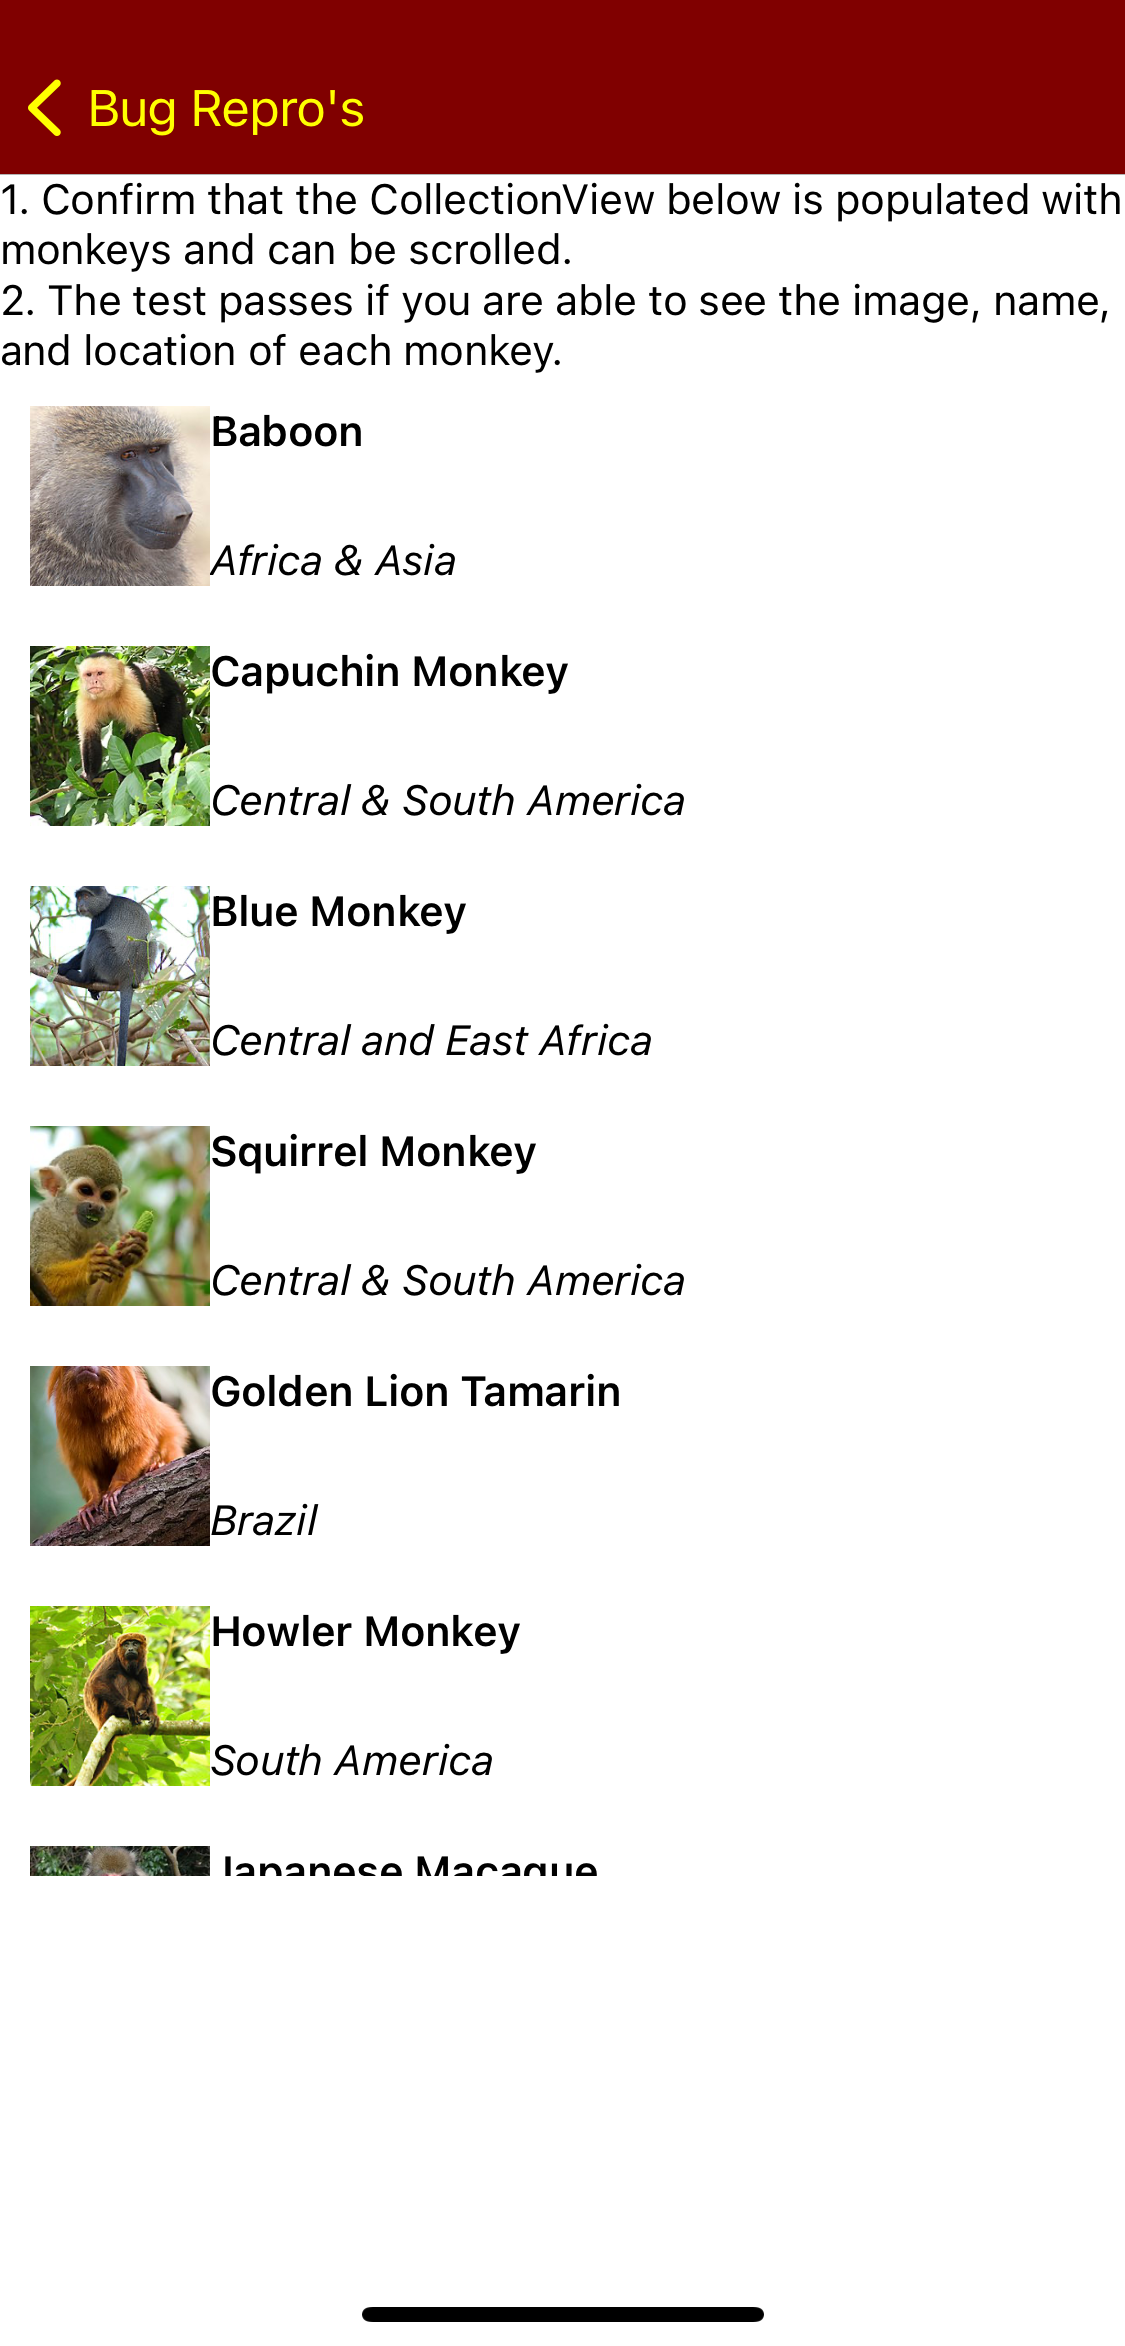 Bug Repro's
1. Confirm that the CollectionView below is populated with
monkeys and can be scrolled.
2. The test passes if you are able to see the image, name,
and location of each monkey.
Baboon
Africa & Asia
Capuchin Monkey
Central & South America
Blue Monkey
Central and East Africa
Squirrel Monkey
Central & South America
Golden Lion Tamarin
Brazil
Howler Monkey
South America
Japanese Macaque